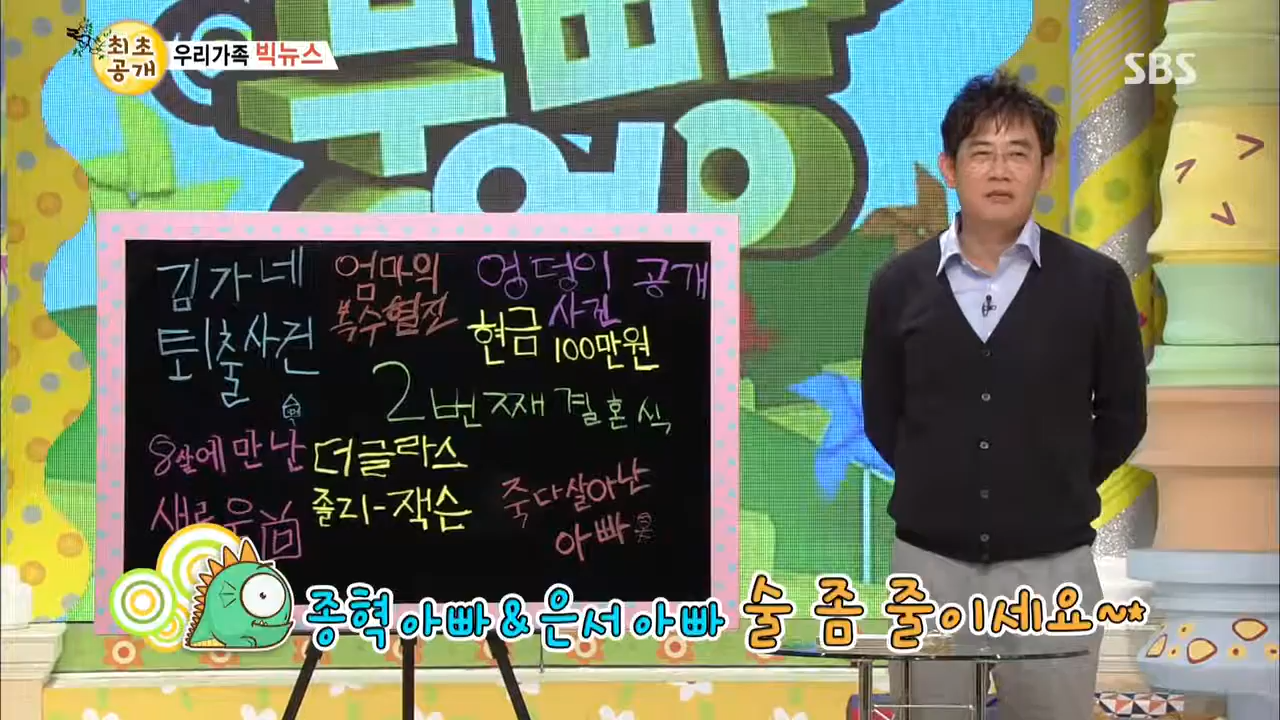 최초
공개
우리가족 빅뉴스
SBS
붕빵
김가네
퇴출사건
엄마의
복수혈전
엉덩이 공개
사건
현금 100만원
2번째 결혼식
8살에 만난
새로운
더글라스
졸리-잭슨
죽다살아난
아빠
종혁 아빠 & 은서 아빠 술 좀 줄이세요~*